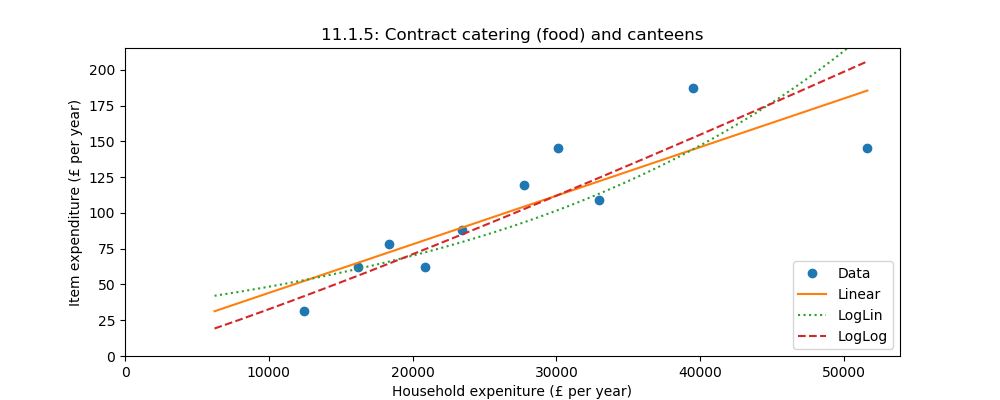 11.1.5: Contract catering (food) and canteens
Item expenditure (£ per year)
200
175
150
125
100
75
50
25
0
0 10000 20000 30000 40000 50000
Household expeniture (£ per year)
Data
Linear
LogLin
LogLog